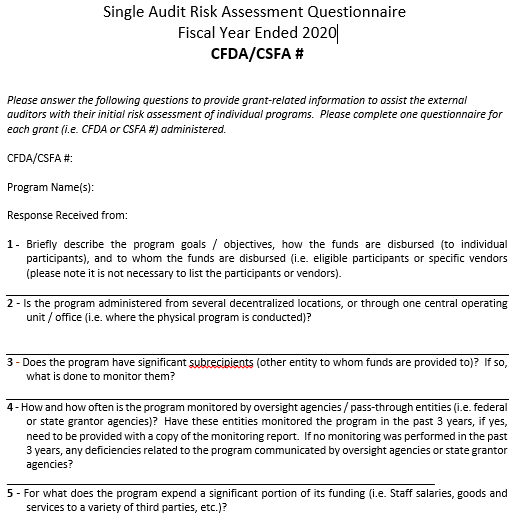 Single Audit Risk Assessment Questionnaire
Fiscal Year Ended 2020
CFDA/CSFA #
Please answer the following questions to provide grant-related information to assist the external
auditors with their initial risk assessment of individual programs. Please complete one questionnaire for
each grant (i.e. CFDA or CSFA #) administered.
CFDA/CSFA #:
Program Name(s):
Response Received from:
1 - Briefly describe the program goals / objectives, how the funds are disbursed (to individual
participants), and to whom the funds are disbursed (i.e. eligible participants or specific vendors
(please note it is not necessary to list the participants or vendors).
2 - Is the program administered from several decentralized locations, or through one central operating
unit / office (i.e. where the physical program is conducted)?
3 - Does the program have significant subrecipients (other entity to whom funds are provided to)? If so,
what is done to monitor them?
4 - How and how often is the program monitored by oversight agencies / pass-through entities (i.e. federal
or state grantor agencies)? Have these entities monitored the program in the past 3 years, if yes,
need to be provided with a copy of the monitoring report. If no monitoring was performed in the past
3 years, any deficiencies related to the program communicated by oversight agencies or state grantor
agencies?
5 - For what does the program expend a significant portion of its funding (i.e. Staff salaries, goods and
services to a variety of third parties, etc.)?